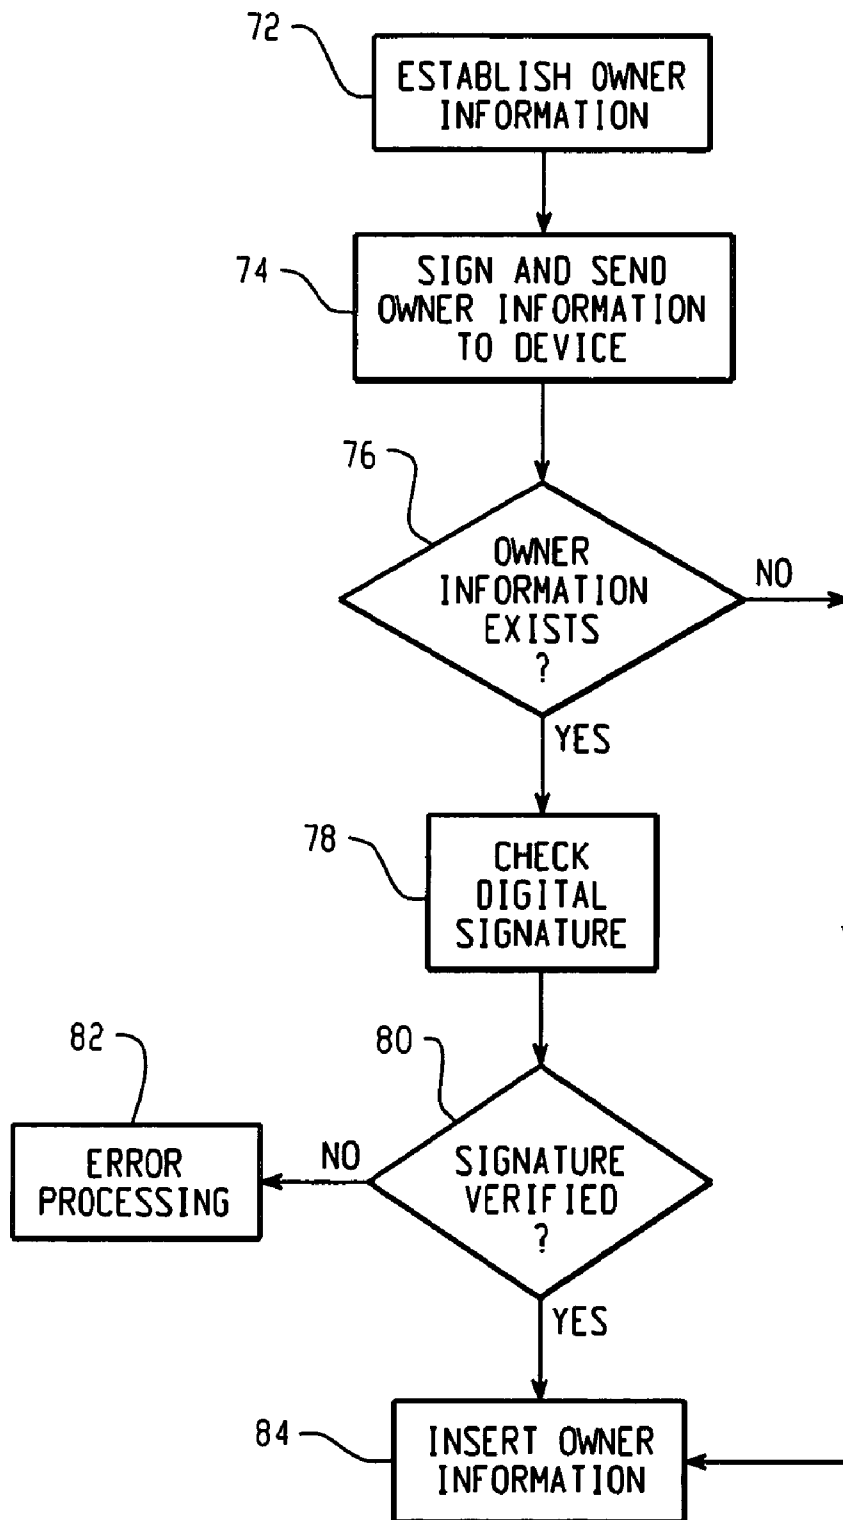 72
ESTABLISH OWNER
INFORMATION
74
SIGN AND SEND
OWNER INFORMATION
TO DEVICE
76
OWNER
INFORMATION
EXISTS
?
NO
YES
78
CHECK
DIGITAL
SIGNATURE
82
80
ERROR
PROCESSING
NO
SIGNATURE
VERIFIED
?
YES
84
INSERT OWNER
INFORMATION